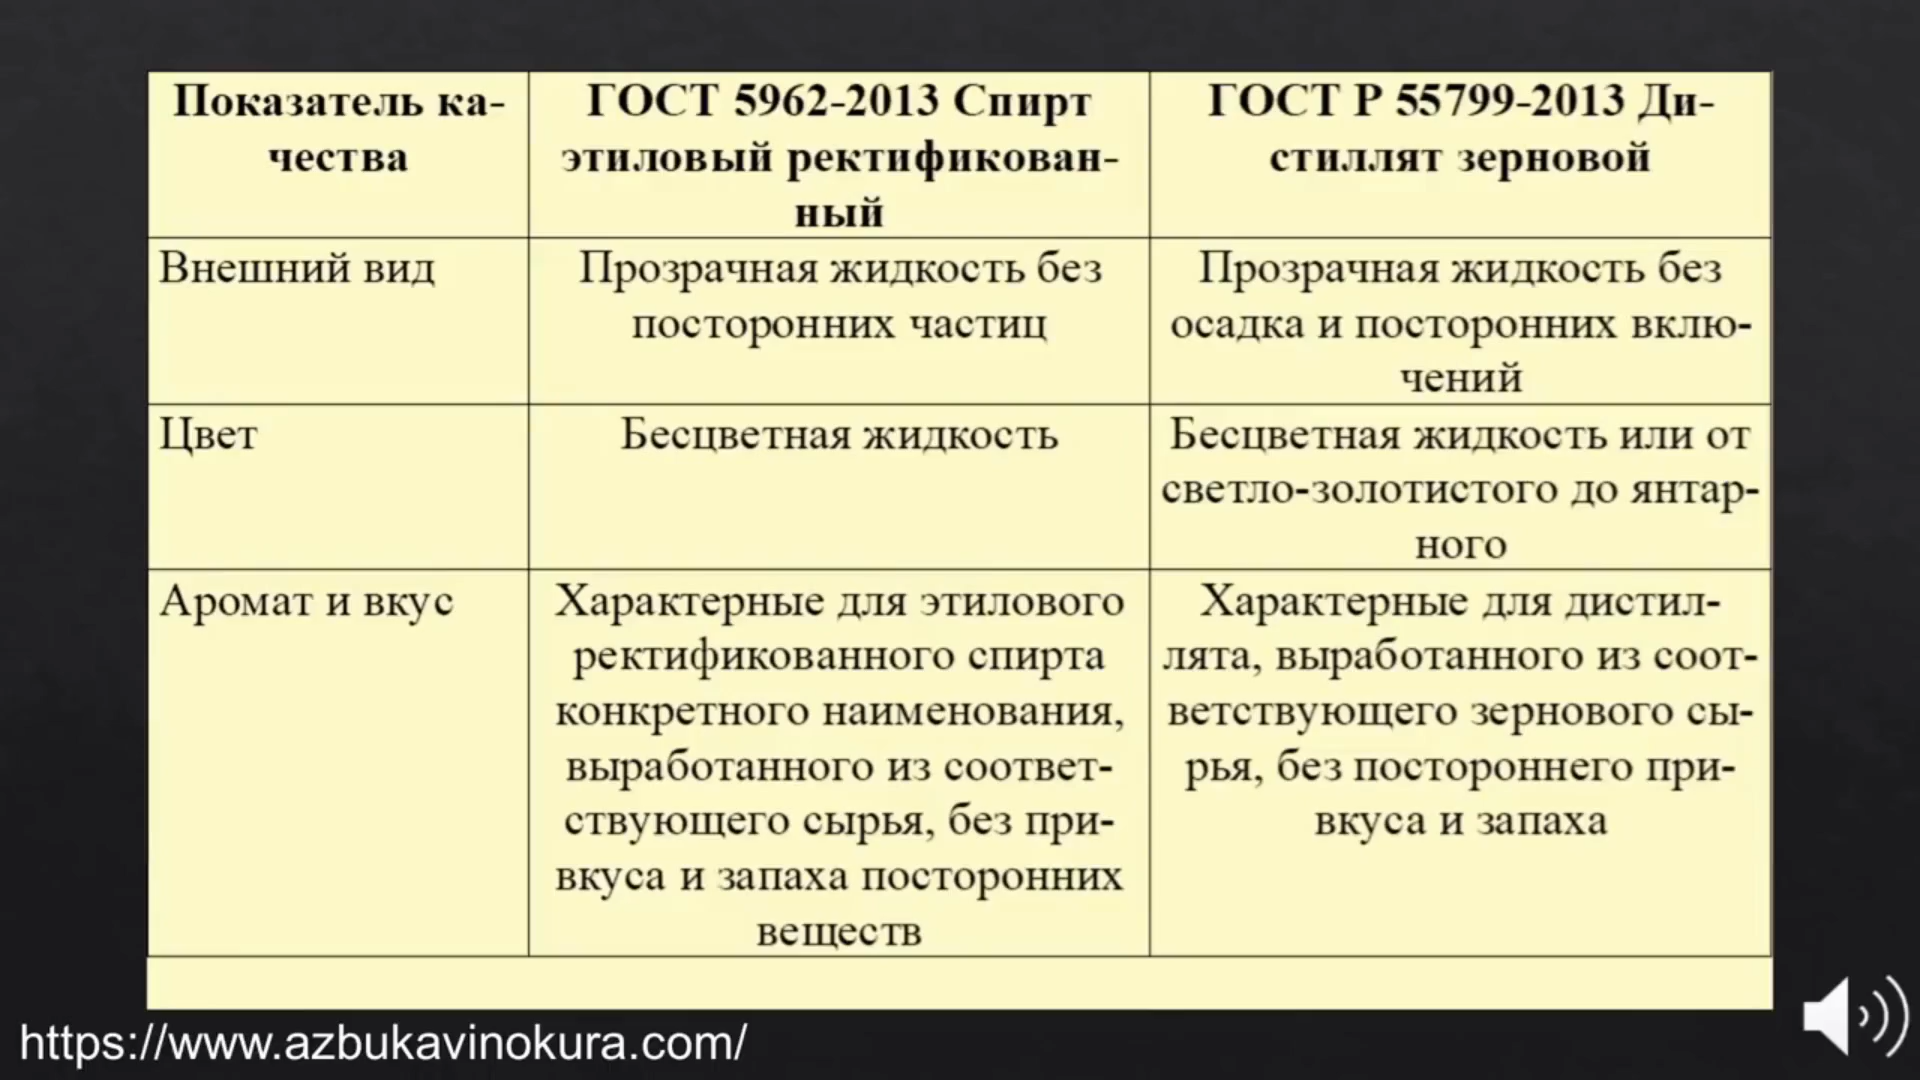 Показатель ка-
чества
ГОСТ 5962-2013 Спирт
этиловый ректификован-
ный
ГОСТ Р 55799-2013 Ди-
стиллят зерновой
Внешний вид
Прозрачная жидкость без
посторонних частиц
Прозрачная жидкость без
осадка и посторонних вклю-
чений
Цвет
Бесцветная жидкость
Бесцветная жидкость или от
светло-золотистого до янтар-
ного
Аромат и вкус
Характерные для этилового
ректификованного спирта
конкретного наименования,
выработанного из соответ-
ствующего сырья, без при-
вкуса и запаха посторонних
веществ
Характерные для дистил-
лята, выработанного из соот-
ветствующего зернового сы-
рья, без постороннего при-
вкуса и запаха
https://www.azbukavinokura.com/